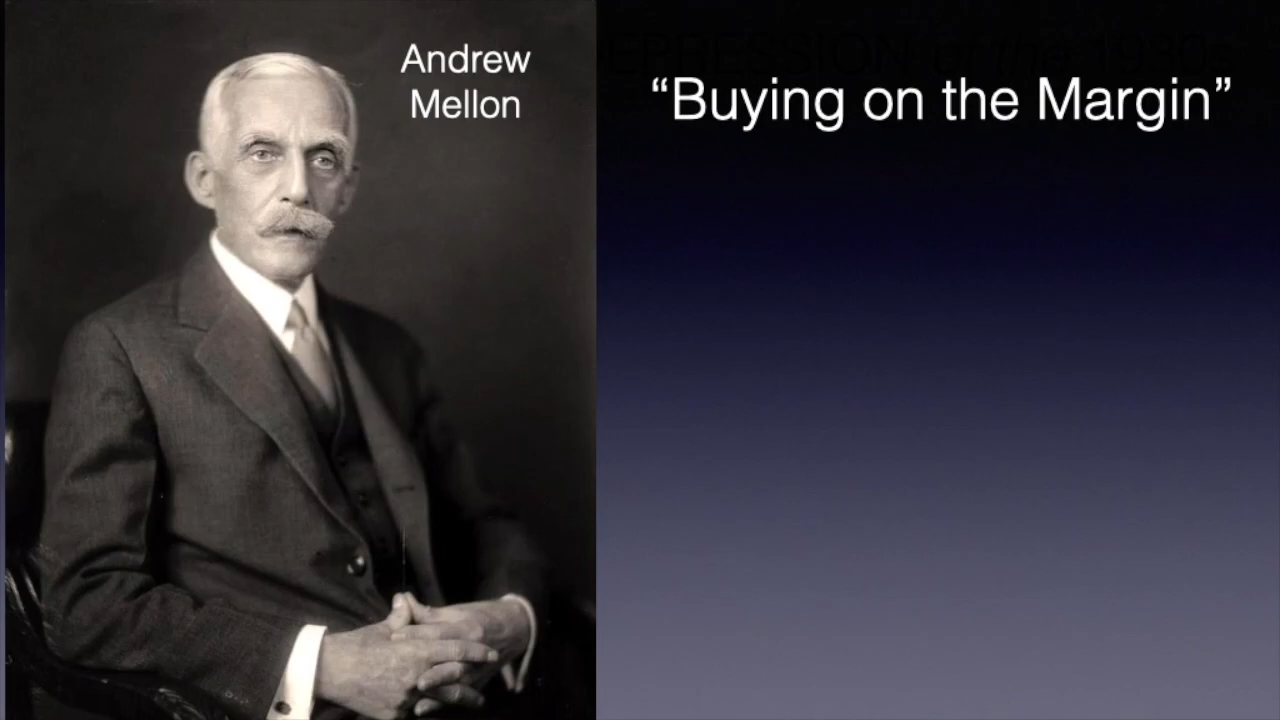 Andrew
Mellon
“Buying on the Margin”